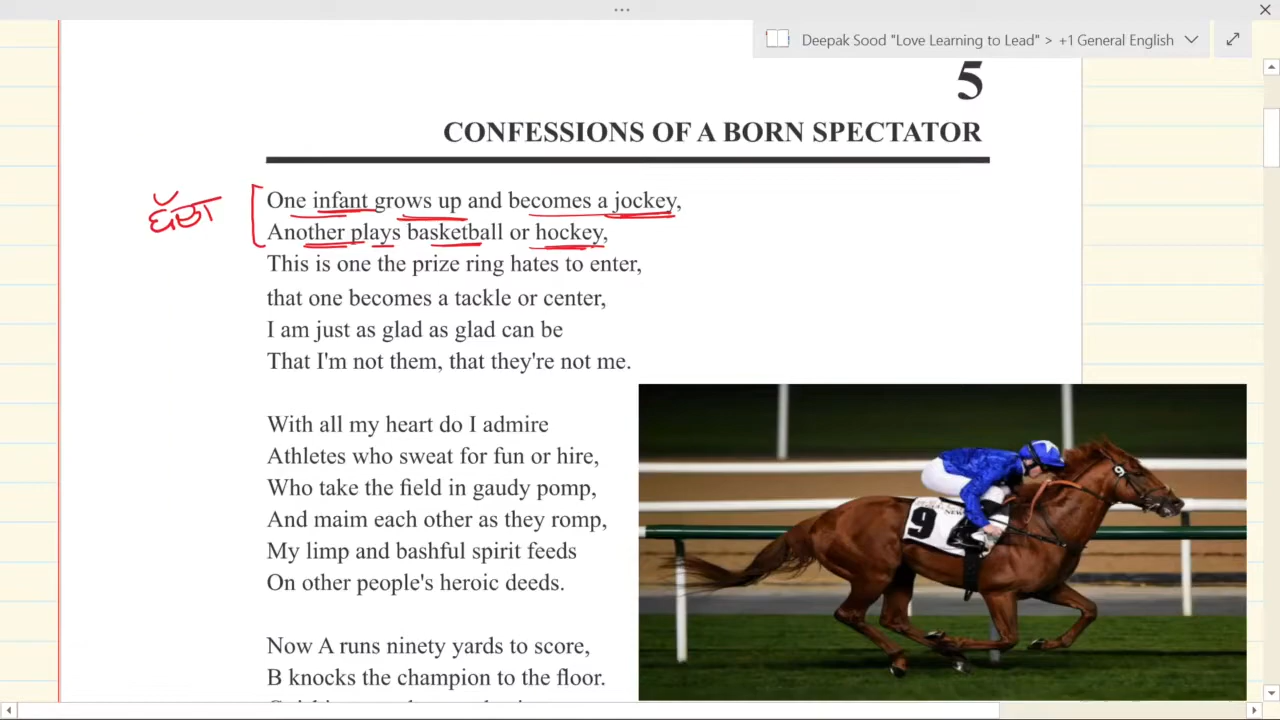 Deepak Sood "Love Learning to Lead" > +1 General English
5
CONFESSIONS OF A BORN SPECTATOR
ਬੱਚਾ
One infant grows up and becomes a jockey,
Another plays basketball or hockey,
This is one the prize ring hates to enter,
that one becomes a tackle or center,
I am just as glad as glad can be
That I'm not them, that they're not me.
With all my heart do I admire
Athletes who sweat for fun or hire,
Who take the field in gaudy pomp,
And maim each other as they romp,
My limp and bashful spirit feeds
On other people's heroic deeds.
Now A runs ninety yards to score,
B knocks the champion to the floor.
9
9